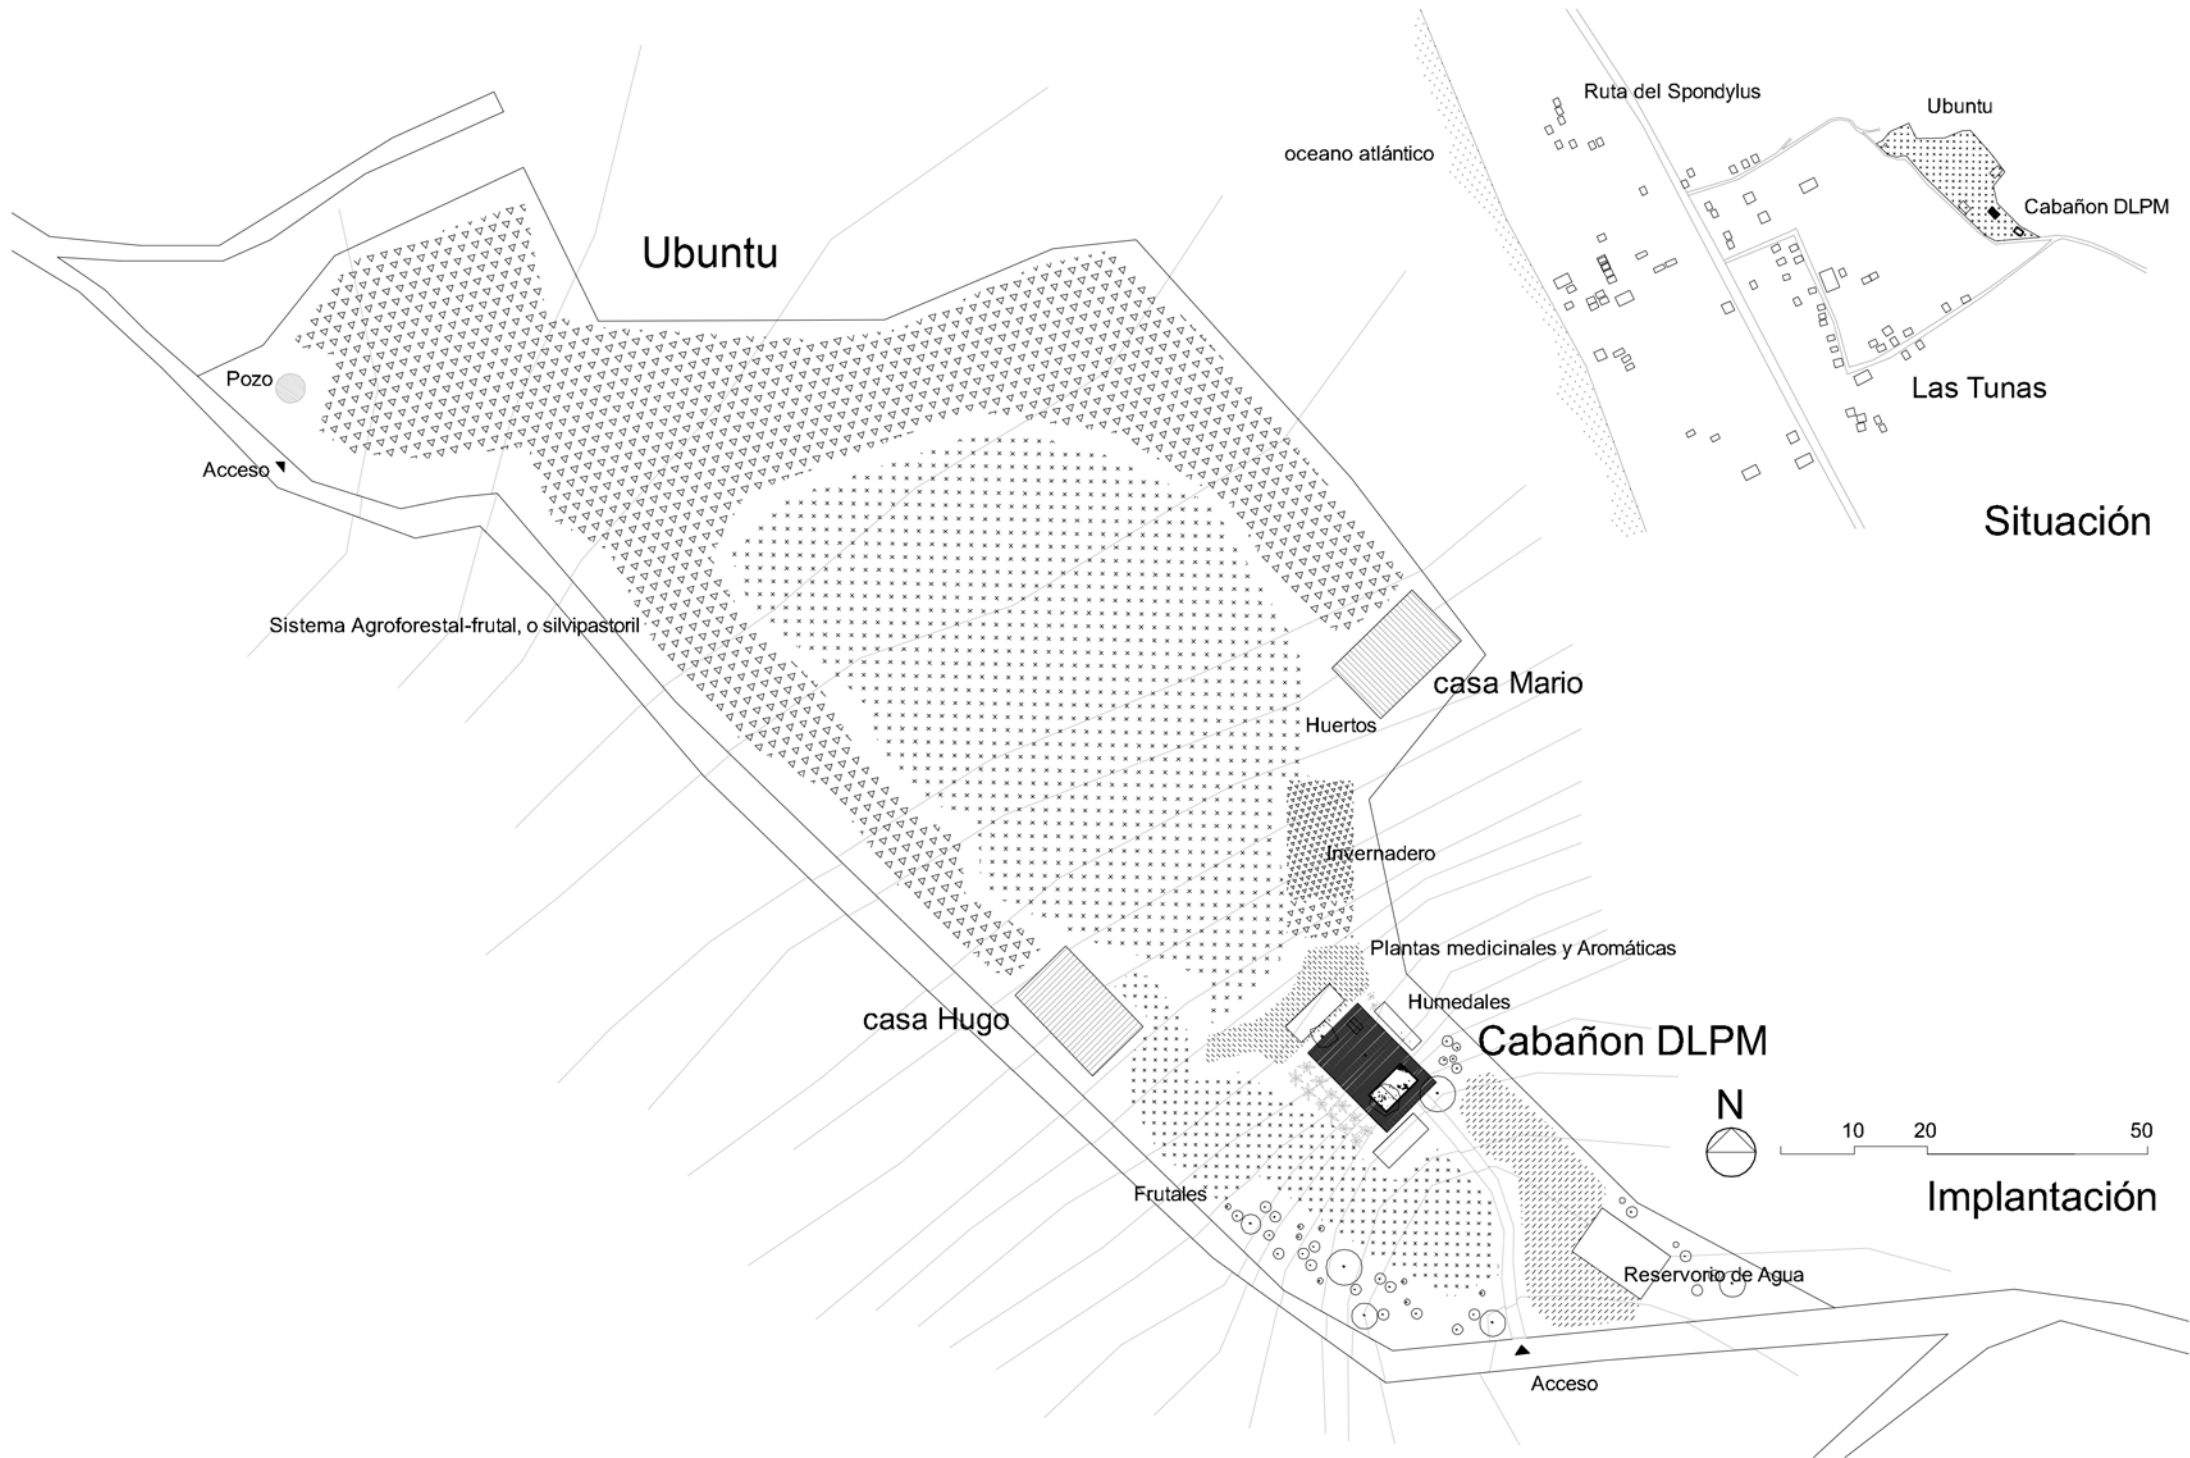 Ruta del Spondylus
Ubuntu
oceano atlántico
Cabañon DLPM
Las Tunas
Situación
Ubuntu
Pozo
Acceso
Sistema Agroforestal-frutal, o silvipastoril
casa Mario
Huertos
Invernadero
Plantas medicinales y Aromáticas
Humedales
casa Hugo
Cabañon DLPM
N
10 20 50
Implantación
Frutales
Reservorio de Agua
Acceso